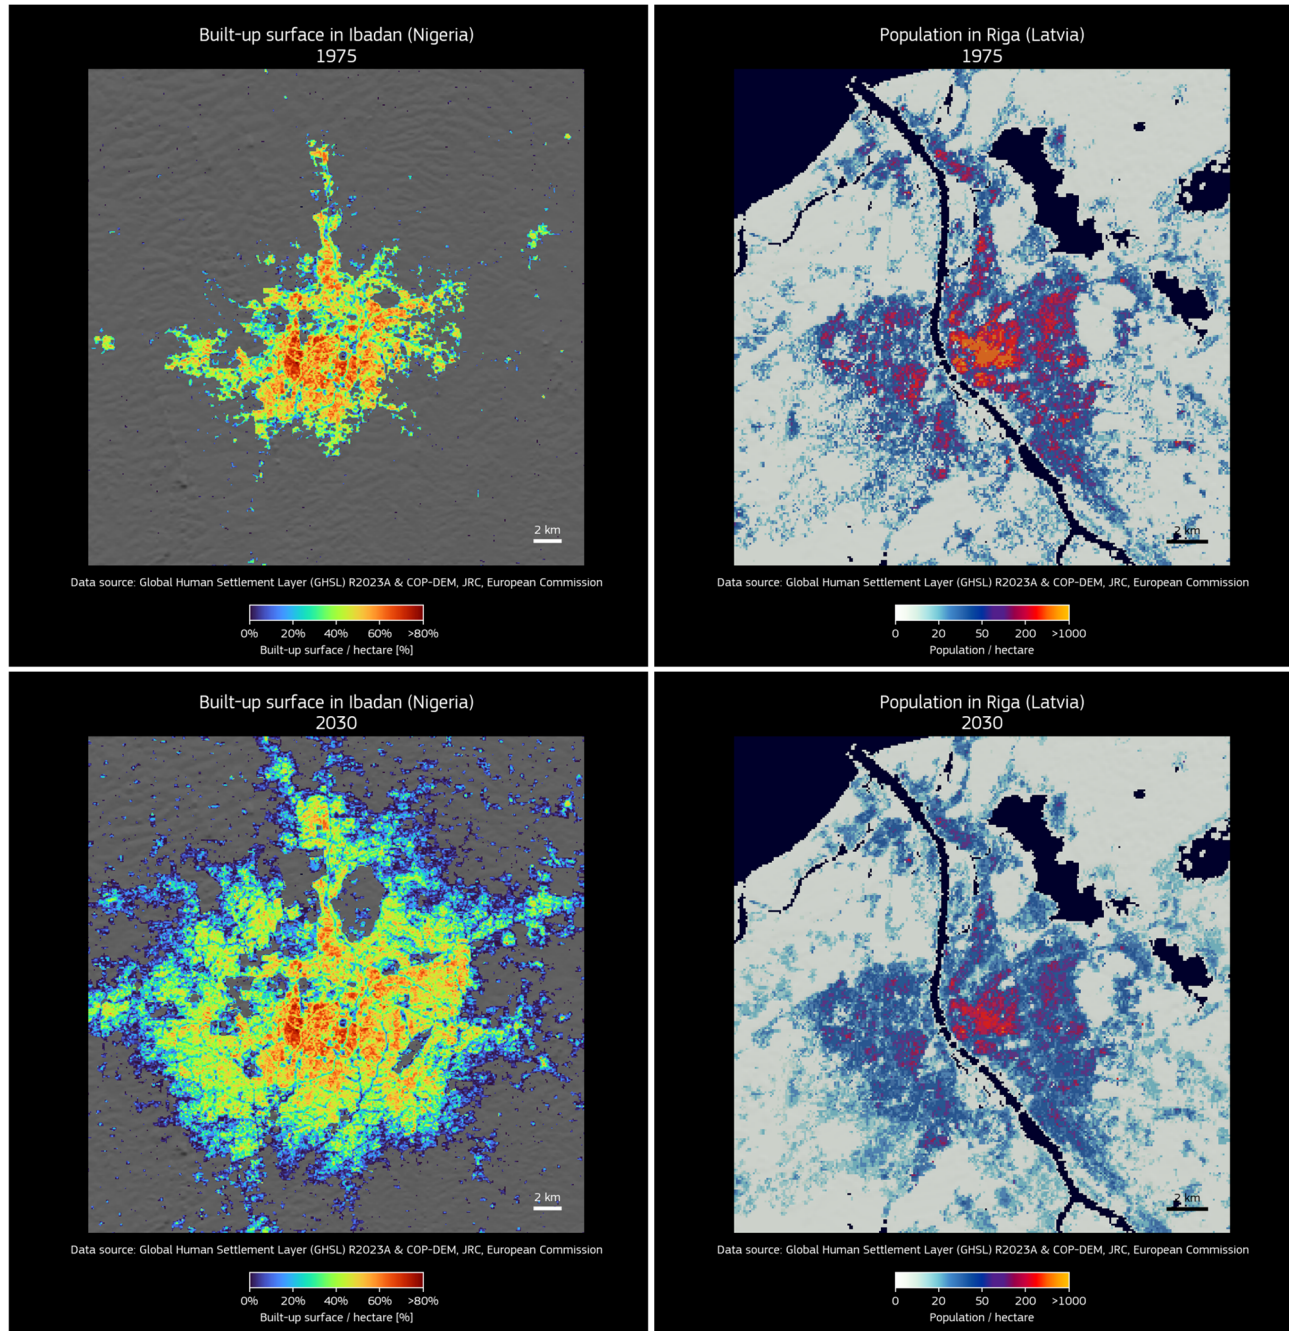 Built-up surface in Ibadan (Nigeria)
1975
2 km
Data source: Global Human Settlement Layer (GHSL) R2023A & COP-DEM, JRC, European Commission
0% 20% 40% 60% >80%
Built-up surface / hectare [%]
Population in Riga (Latvia)
1975
2 km
Data source: Global Human Settlement Layer (GHSL) R2023A & COP-DEM, JRC, European Commission
0 20 50 200 >1000
Population / hectare
Built-up surface in Ibadan (Nigeria)
2030
2 km
Data source: Global Human Settlement Layer (GHSL) R2023A & COP-DEM, JRC, European Commission
0% 20% 40% 60% >80%
Built-up surface / hectare [%]
Population in Riga (Latvia)
2030
2 km
Data source: Global Human Settlement Layer (GHSL) R2023A & COP-DEM, JRC, European Commission
0 20 50 200 >1000
Population / hectare